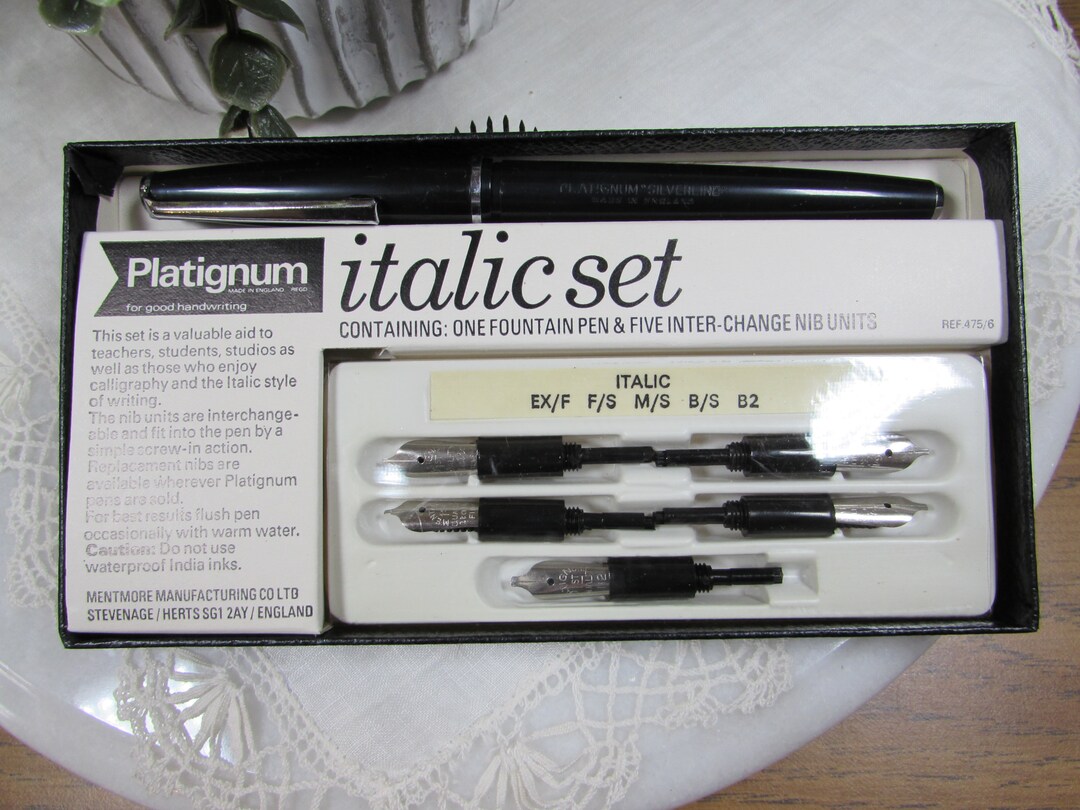 PLATIGNUM "SILVERLINE
MADE IN ENGLAND
Platignum
MADE IN ENGLAND REGD
for good handwriting
italic set
CONTAINING: ONE FOUNTAIN PEN & FIVE INTER-CHANGE NIB UNITS
REF.475/6
This set is a valuable aid to
teachers, students, studios as
well as those who enjoy
calligraphy and the Italic style
of writing.
The nib units are interchange-
able and fit into the pen by a
simple screw-in action.
Replacement nibs are
available wherever Platignum
pens are sold.
For best results flush pen
occasionally with warm water.
Caution: Do not use
waterproof India inks.
MENTMORE MANUFACTURING CO LTD
STEVENAGE / HERTS SG1 2AY / ENGLAND
ITALIC
EX/F F/S M/S B/S B2